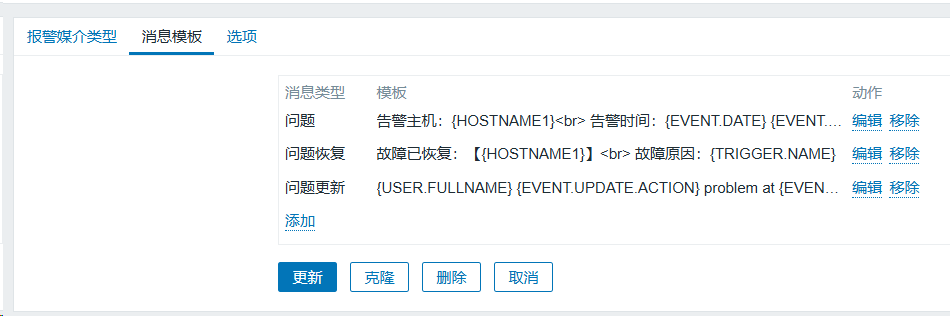 报警媒介类型 消息模板 选项
消息类型 模板 动作
问题 告警主机：{HOSTNAME1}<br> 告警时间：{EVENT.DATE} {EVENT.... 编辑 移除
问题恢复 故障已恢复：【{HOSTNAME1}】<br> 故障原因：{TRIGGER.NAME} 编辑 移除
问题更新 {USER.FULLNAME} {EVENT.UPDATE.ACTION} problem at {EVEN... 编辑 移除
添加
更新 克隆 删除 取消